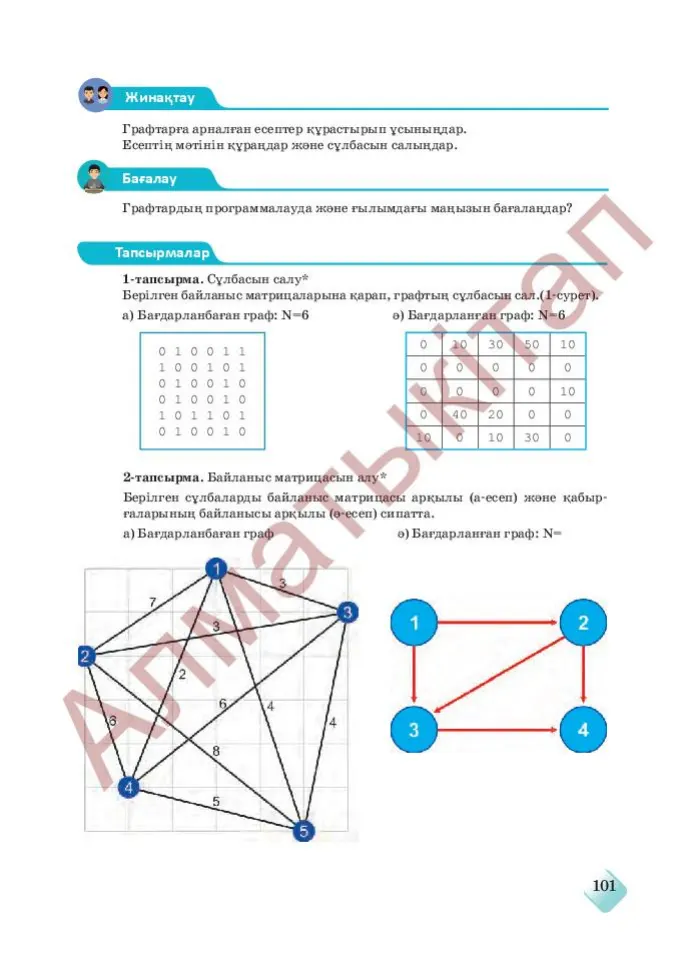 Жинақтау
Графтарға арналған есептер құрастырып ұсыныңдар.
Есептің мәтінін құраңдар және сұлбасын салыңдар.
Бағалау
Графтардың программалауда және ғылымдағы маңызын бағалаңдар?
Тапсырмалар
1-тапсырма. Сұлбасын салу*
Берілген байланыс матрицаларына қарап, графтың сұлбасын сал.(1-сурет).
а) Бағдарланбаған граф: N=6
ә) Бағдарланған граф: N=6
0 1 0 0 1 1
1 0 0 1 0 1
0 1 0 0 1 0
0 1 0 0 1 0
1 0 1 1 0 1
0 1 0 0 1 0
0 10 30 50 10
0 0 0 0 0
0 0 0 0 10
0 40 20 0 0
10 0 10 30 0
2-тапсырма. Байланыс матрицасын алу*
Берілген сұлбаларды байланыс матрицасы арқылы (а-есеп) және қабыр-
ғаларының байланысы арқылы (ә-есеп) сипатта.
а) Бағдарланбаған граф
ә) Бағдарланған граф: N=
1
3
7
3
3
2
2
6
4
4
8
4
5
5
1
2
3
4
101
Алматыкітап